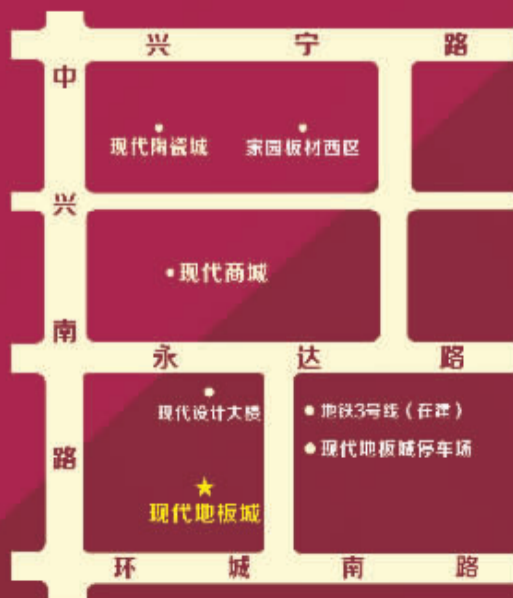 兴宁路
中兴南路
现代陶瓷城
家园板材西区
现代商城
永达路
现代设计大楼
地铁3号线（在建）
现代地板城停车场
现代地板城
环城南路